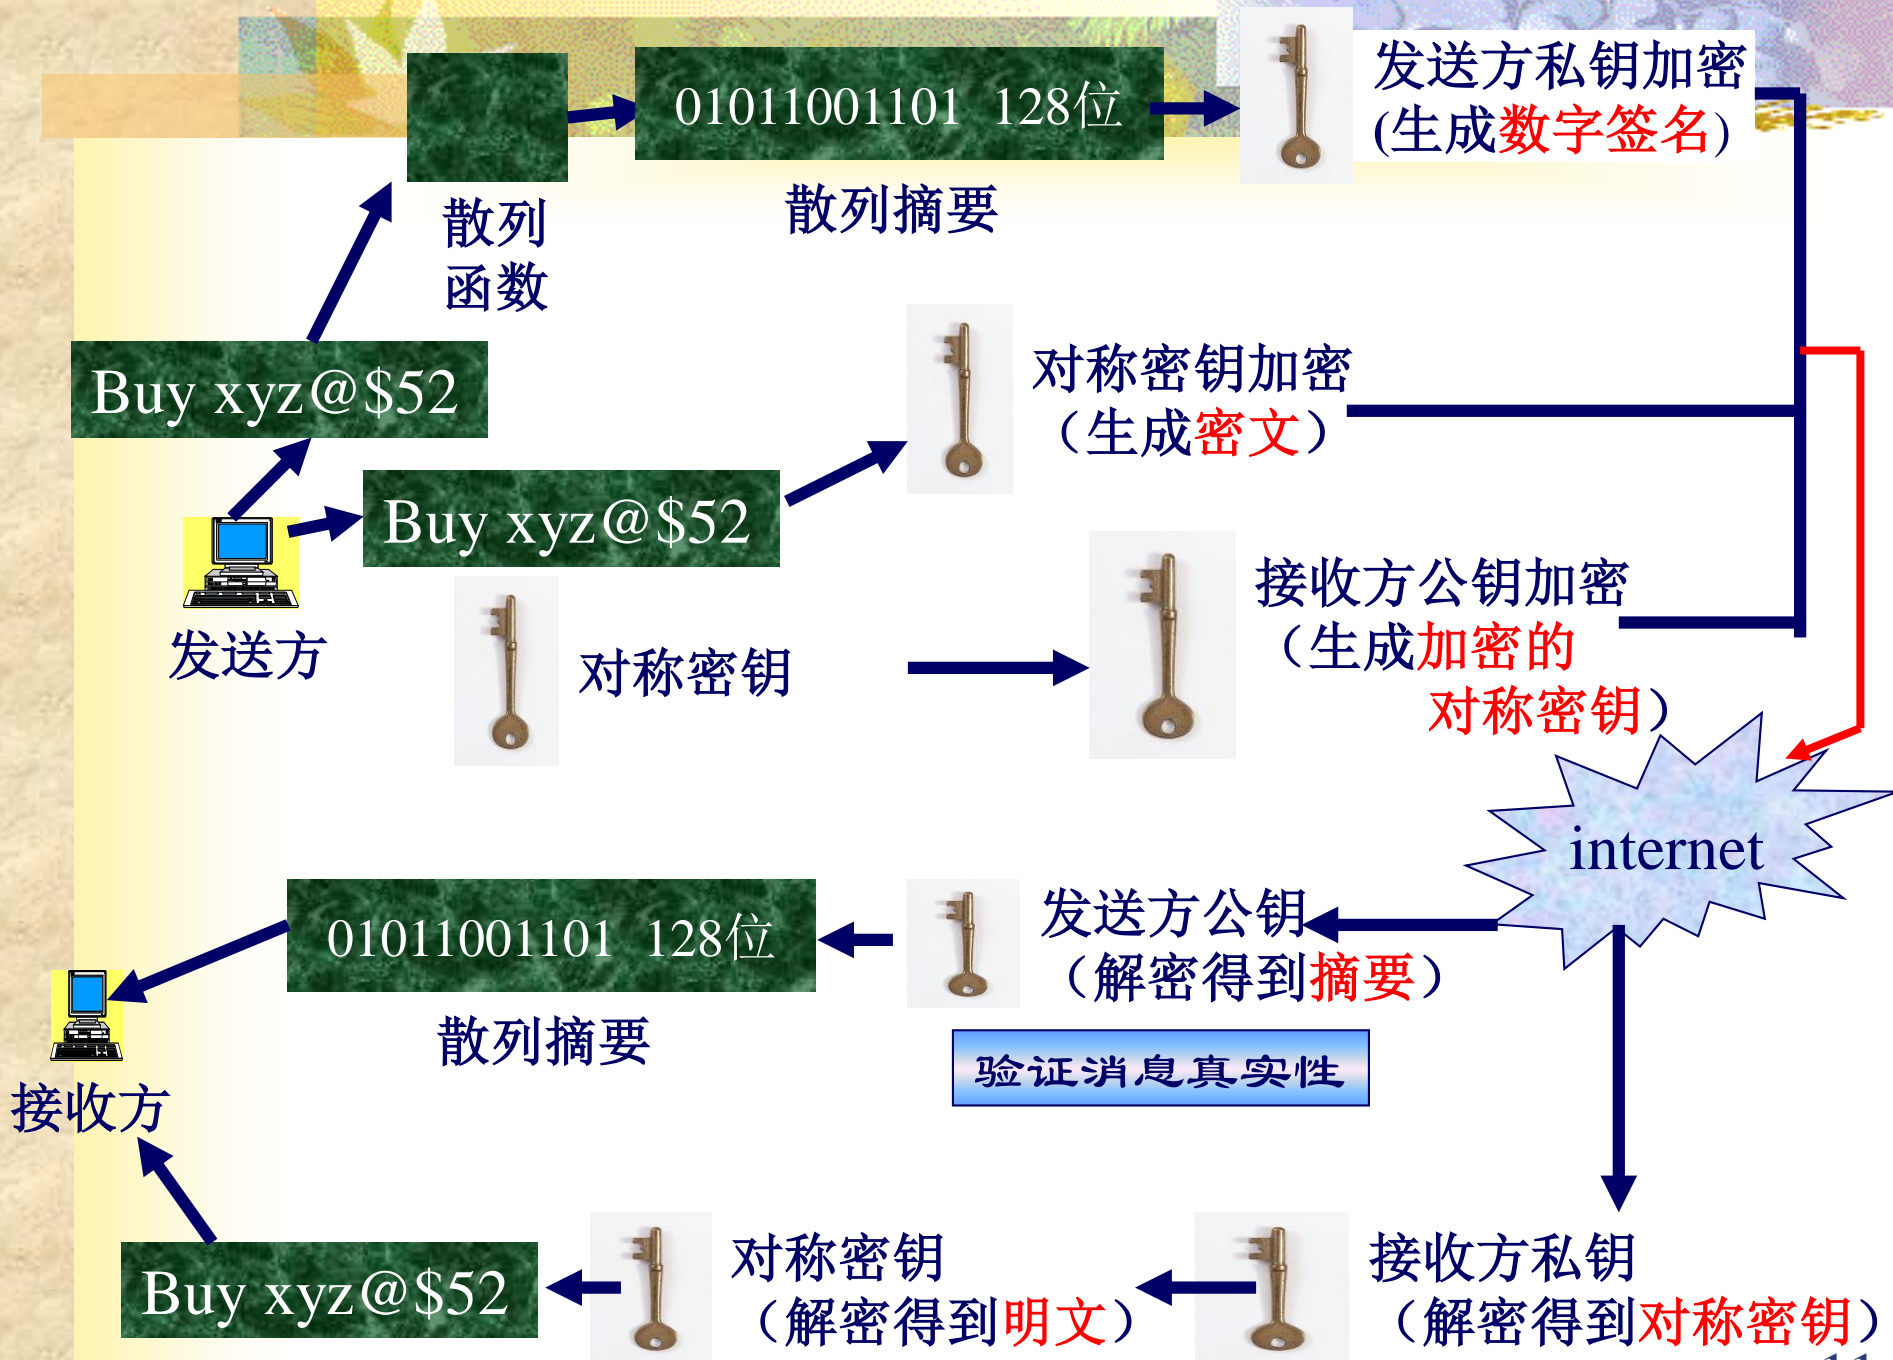 01011001101 128位
发送方私钥加密
(生成数字签名)
散列
函数
散列摘要
Buy xyz@$52
对称密钥加密
（生成密文）
Buy xyz@$52
发送方
对称密钥
接收方公钥加密
（生成加密的
对称密钥）
internet
01011001101 128位
发送方公钥
（解密得到摘要）
散列摘要
验证消息真实性
接收方
Buy xyz@$52
对称密钥
（解密得到明文）
接收方私钥
（解密得到对称密钥）